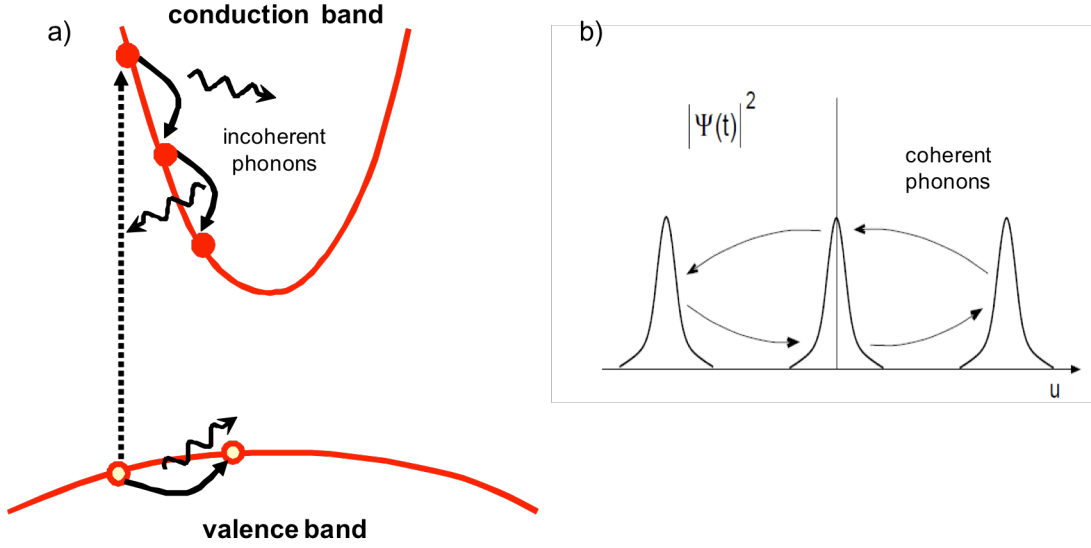 a)
conduction band
incoherent
phonons
valence band
b)
|Ψ(t)|²
coherent
phonons
u